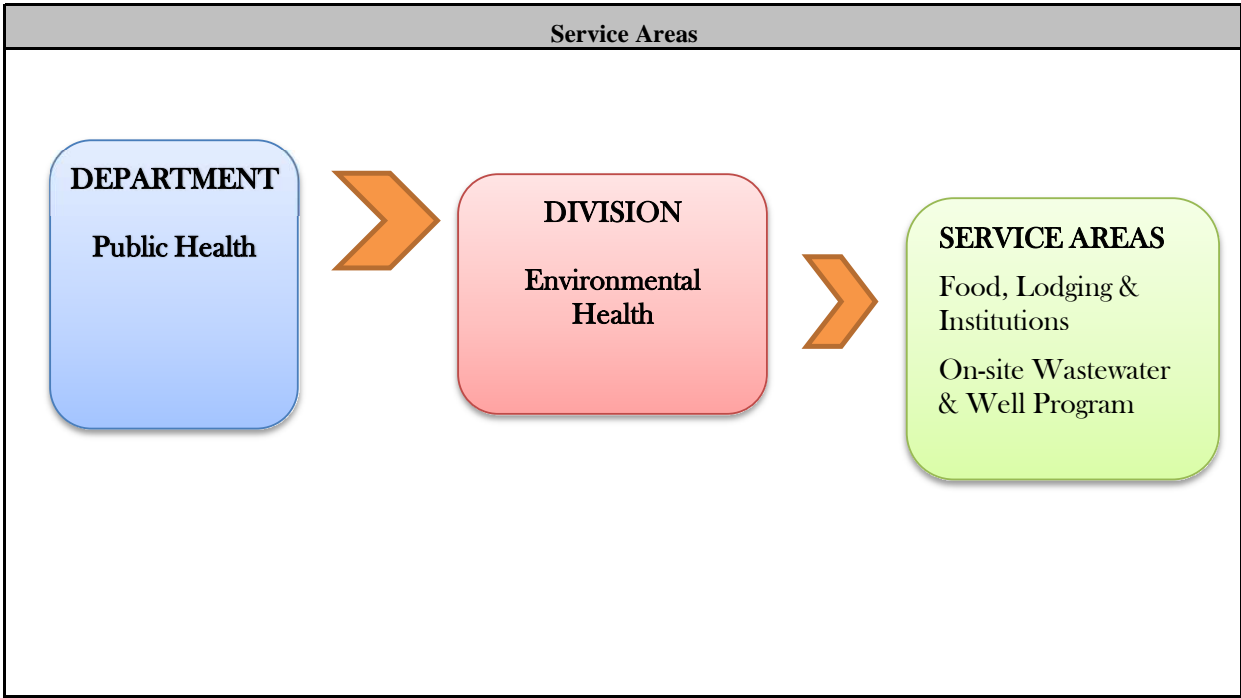 Service Areas
DEPARTMENT
Public Health
DIVISION
Environmental
Health
SERVICE AREAS
Food, Lodging &
Institutions
On-site Wastewater
& Well Program